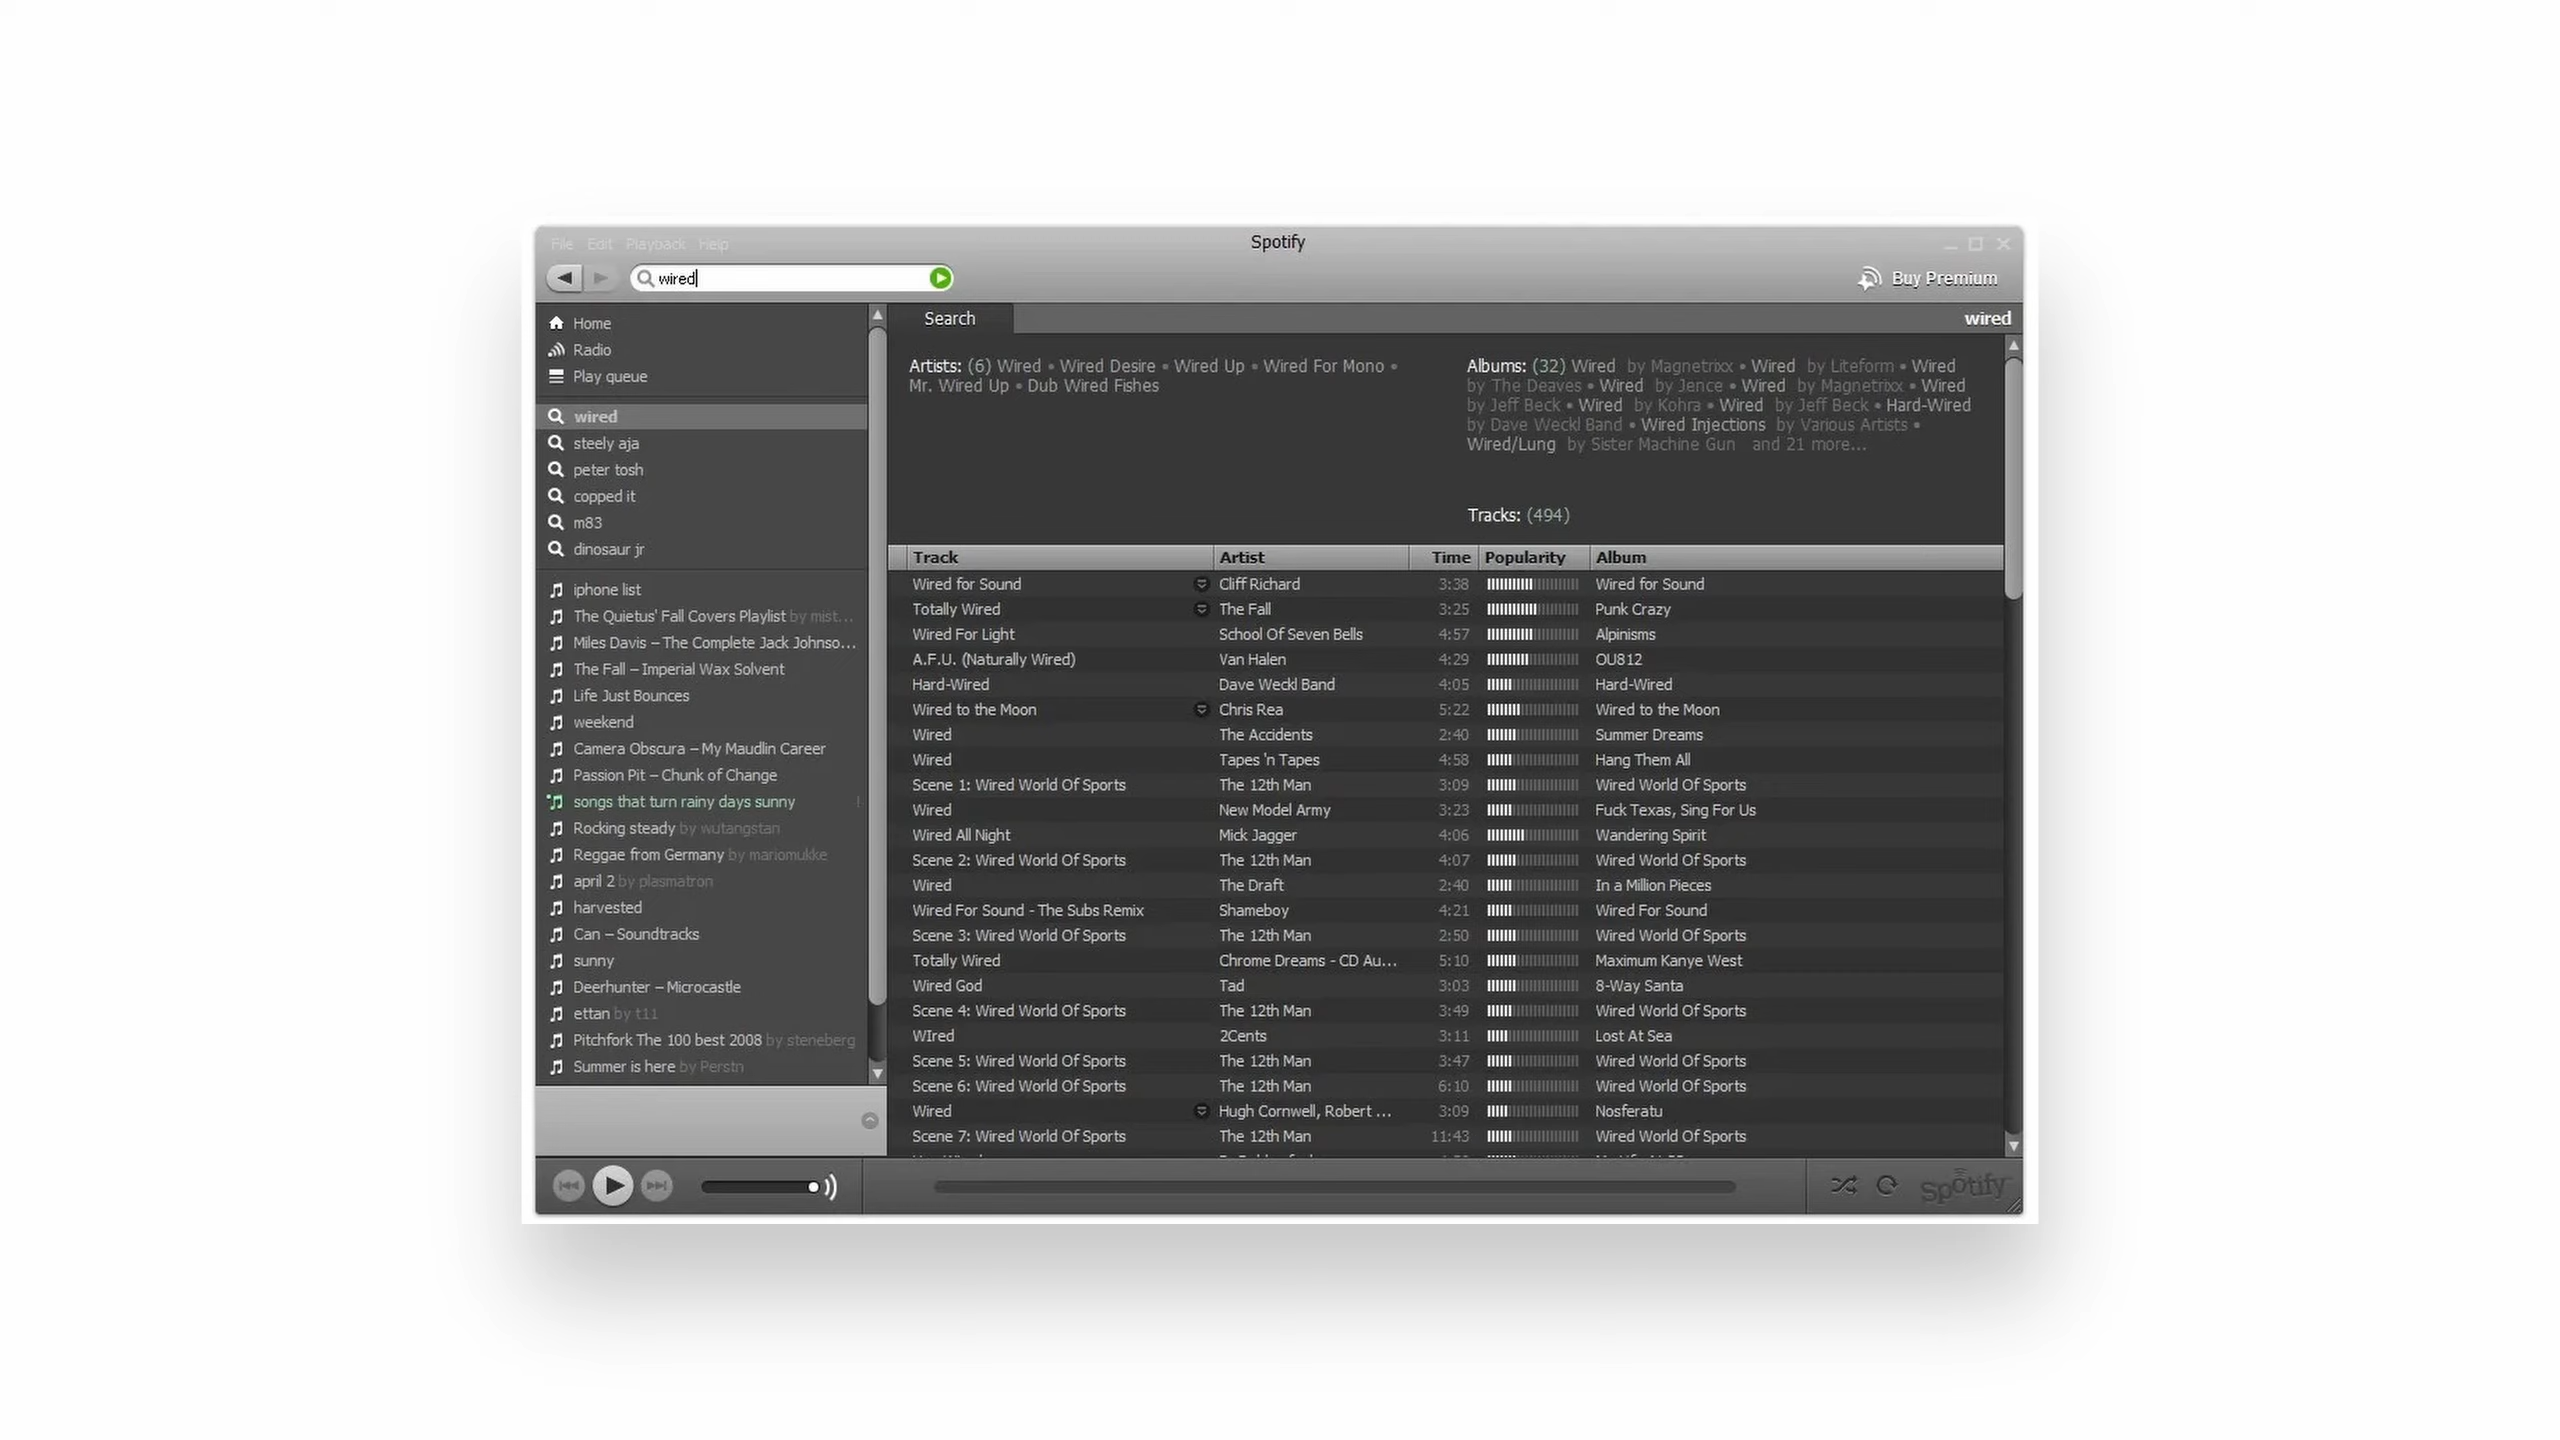 File Edit Playback Help
Spotify
wired
Buy Premium
Home
Radio
Play queue
wired
steely aja
peter tosh
copped it
m83
dinosaur jr
iphone list
The Quietus' Fall Covers Playlist by mist...
Miles Davis – The Complete Jack Johnso...
The Fall – Imperial Wax Solvent
Life Just Bounces
weekend
Camera Obscura – My Maudlin Career
Passion Pit – Chunk of Change
songs that turn rainy days sunny
Rocking steady by wutangstan
Reggae from Germany by mariomukke
april 2 by plasmatron
harvested
Can – Soundtracks
sunny
Deerhunter – Microcastle
ettan by t11
Pitchfork The 100 best 2008 by steneberg
Summer is here by Perstn
Search
wired
Artists: (6) Wired • Wired Desire • Wired Up • Wired For Mono •
Mr. Wired Up • Dub Wired Fishes
Albums: (32) Wired by Magnetrixx • Wired by Liteform • Wired
by The Deaves • Wired by Jence • Wired by Magnetrixx • Wired
by Jeff Beck • Wired by Kohra • Wired by Jeff Beck • Hard-Wired
by Dave Weckl Band • Wired Injections by Various Artists •
Wired/Lung by Sister Machine Gun and 21 more...
Tracks: (494)
Track Artist Time Popularity Album
Wired for Sound Cliff Richard 3:38 Wired for Sound
Totally Wired The Fall 3:25 Punk Crazy
Wired For Light School Of Seven Bells 4:57 Alpinisms
A.F.U. (Naturally Wired) Van Halen 4:29 OU812
Hard-Wired Dave Weckl Band 4:05 Hard-Wired
Wired to the Moon Chris Rea 5:22 Wired to the Moon
Wired The Accidents 2:40 Summer Dreams
Wired Tapes 'n Tapes 4:58 Hang Them All
Scene 1: Wired World Of Sports The 12th Man 3:09 Wired World Of Sports
Wired New Model Army 3:23 Fuck Texas, Sing For Us
Wired All Night Mick Jagger 4:06 Wandering Spirit
Scene 2: Wired World Of Sports The 12th Man 4:07 Wired World Of Sports
Wired The Draft 2:40 In a Million Pieces
Wired For Sound - The Subs Remix Shameboy 4:21 Wired For Sound
Scene 3: Wired World Of Sports The 12th Man 2:50 Wired World Of Sports
Totally Wired Chrome Dreams - CD Au... 5:10 Maximum Kanye West
Wired God Tad 3:03 8-Way Santa
Scene 4: Wired World Of Sports The 12th Man 3:49 Wired World Of Sports
WIred 2Cents 3:11 Lost At Sea
Scene 5: Wired World Of Sports The 12th Man 3:47 Wired World Of Sports
Scene 6: Wired World Of Sports The 12th Man 6:10 Wired World Of Sports
Wired Hugh Cornwell, Robert ... 3:09 Nosferatu
Scene 7: Wired World Of Sports The 12th Man 11:43 Wired World Of Sports
Spotify